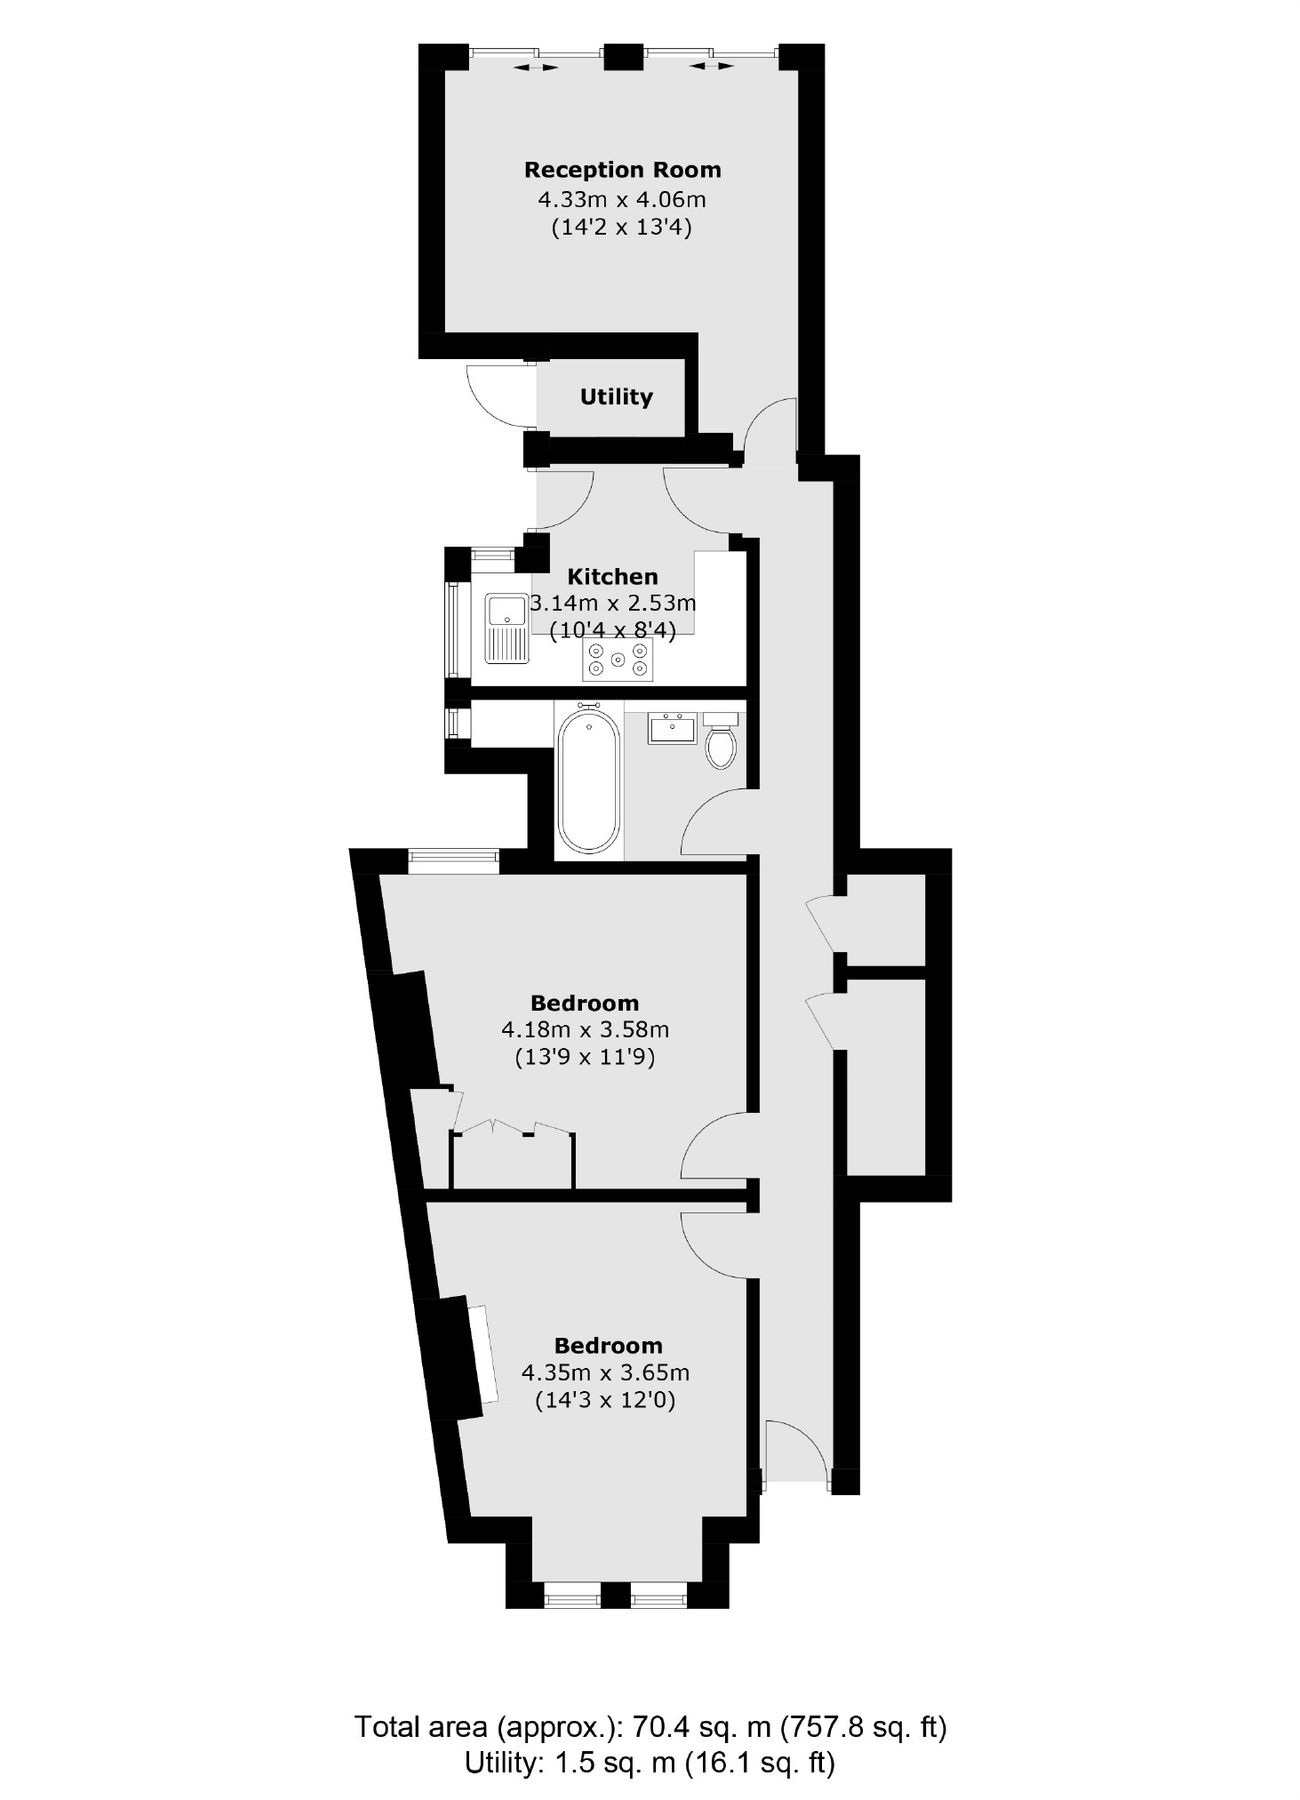 Reception Room
4.33m x 4.06m
(14'2 x 13'4)
Utility
Kitchen
3.14m x 2.53m
(10'4 x 8'4)
Bedroom
4.18m x 3.58m
(13'9 x 11'9)
Bedroom
4.35m x 3.65m
(14'3 x 12'0)
Total area (approx.): 70.4 sq. m (757.8 sq. ft)
Utility: 1.5 sq. m (16.1 sq. ft)